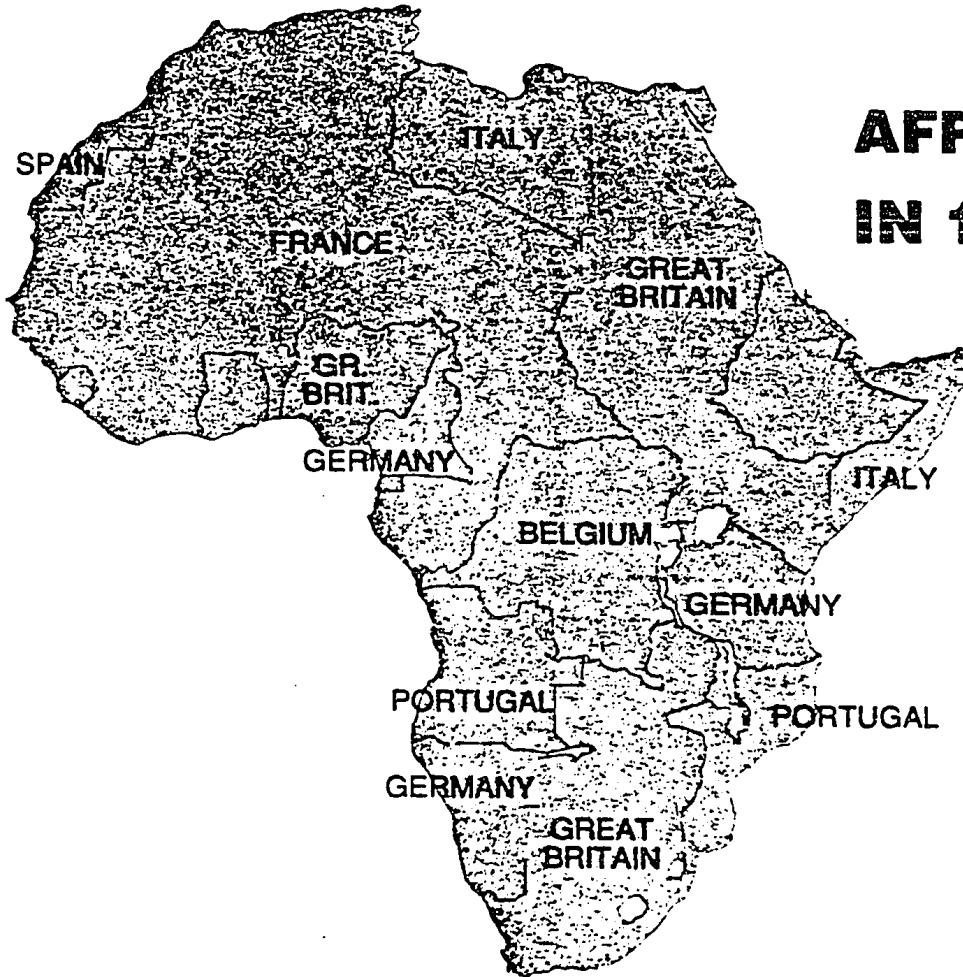 AFR
IN 1
ITALY
SPAIN
FRANCE
GREAT
BRITAIN
GR.
BRIT.
GERMANY
ITALY
BELGIUM
GERMANY
PORTUGAL
PORTUGAL
GERMANY
GREAT
BRITAIN